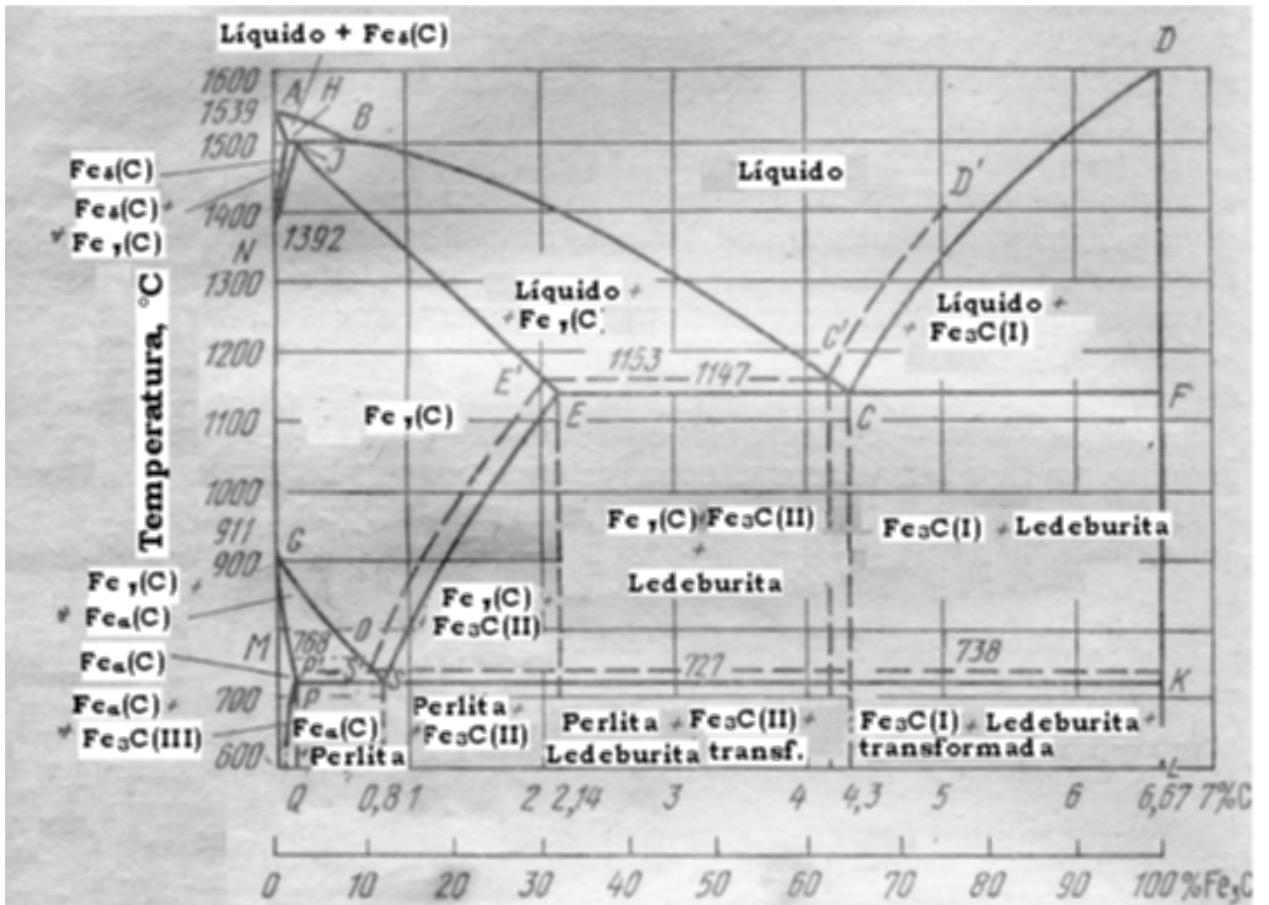 Líquido + Feδ(C)
D
1600
A
H
1539
B
1500
J
Feδ(C)
Líquido
D'
Feδ(C) +
1400
+ Feγ(C)
N
1392
1300
Líquido +
+ Feγ(C)
Líquido +
+ Fe₃C(I)
Temperatura, °C
1200
C'
1153
1147
E'
F
Feγ(C)
E
C
1100
1000
Feγ(C) Fe₃C(II)
+
Ledeburita
Fe₃C(I) + Ledeburita
911
G
900
Feγ(C) +
+ Feα(C)
Feγ(C) +
+ Fe₃C(II)
O
M
768
738
Feα(C)
P' S'
727
S
K
Feα(C) +
+ Fe₃C(III)
700
P
Feα(C)
Perlita
Perlita +
+ Fe₃C(II)
Perlita + Fe₃C(II) +
Ledeburita transf.
Fe₃C(I) + Ledeburita +
transformada
600
L
Q 0,8 1 2 2,14 3 4 4,3 5 6 6,67 7%C
0 10 20 30 40 50 60 70 80 90 100 %Fe₃C